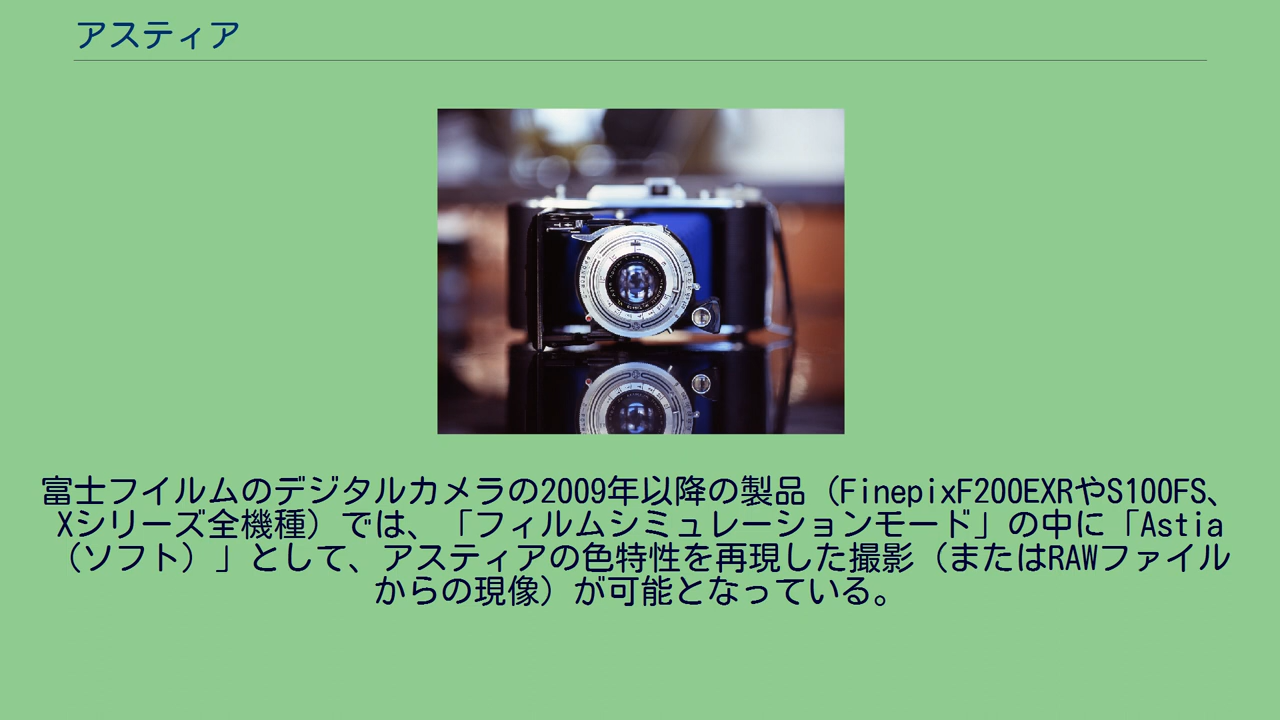 アスティア
富士フイルムのデジタルカメラの2009年以降の製品（FinepixF200EXRやS100FS、
Xシリーズ全機種）では、「フィルムシミュレーションモード」の中に「Astia
（ソフト）」として、アスティアの色特性を再現した撮影（またはRAWファイル
からの現像）が可能となっている。